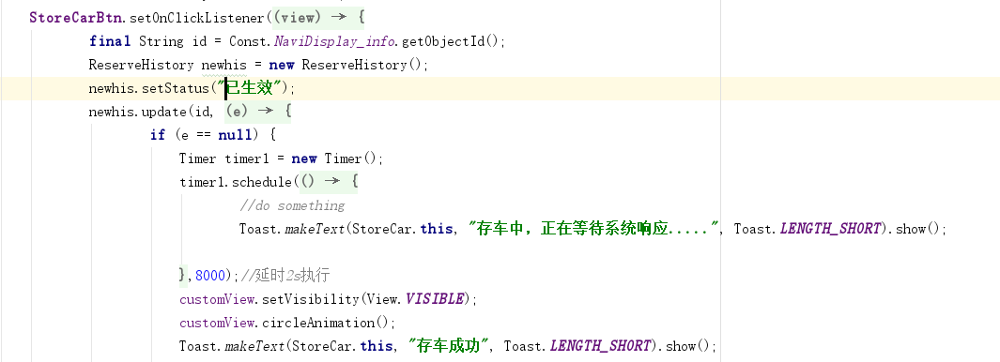 StoreCarBtn.setOnClickListener((view) → {
final String id = Const.NaviDisplay_info.getObjectId();
ReserveHistory newhis = new ReserveHistory();
newhis.setStatus("已生效");
newhis.update(id, (e) → {
if (e == null) {
Timer timer1 = new Timer();
timer1.schedule(() → {
//do something
Toast.makeText(StoreCar.this, "存车中，正在等待系统响应.....", Toast.LENGTH_SHORT).show();
},8000);//延时2s执行
customView.setVisibility(View.VISIBLE);
customView.circleAnimation();
Toast.makeText(StoreCar.this, "存车成功", Toast.LENGTH_SHORT).show();